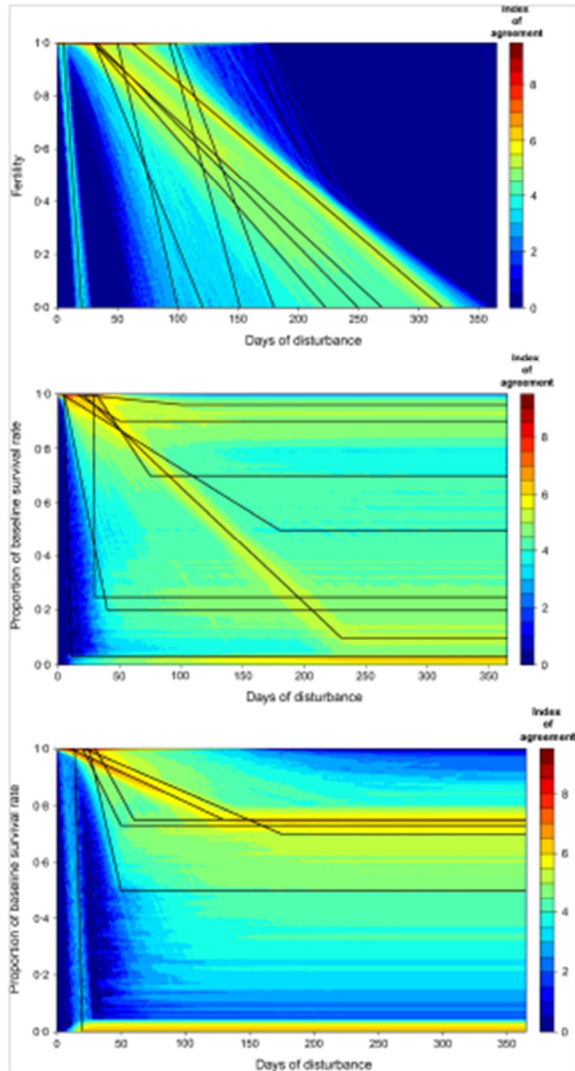 Index
of
agreement
1·0
0·8
0·6
0·4
0·2
0·0
Fertility
0 50 100 150 200 250 300 350
Days of disturbance
8
6
4
2
0
Index
of
agreement
1·0
0·8
0·6
0·4
0·2
0·0
Proportion of baseline survival rate
0 50 100 150 200 250 300 350
Days of disturbance
8
6
4
2
0
Index
of
agreement
1·0
0·8
0·6
0·4
0·2
0·0
Proportion of baseline survival rate
0 50 100 150 200 250 300 350
Days of disturbance
8
6
4
2
0